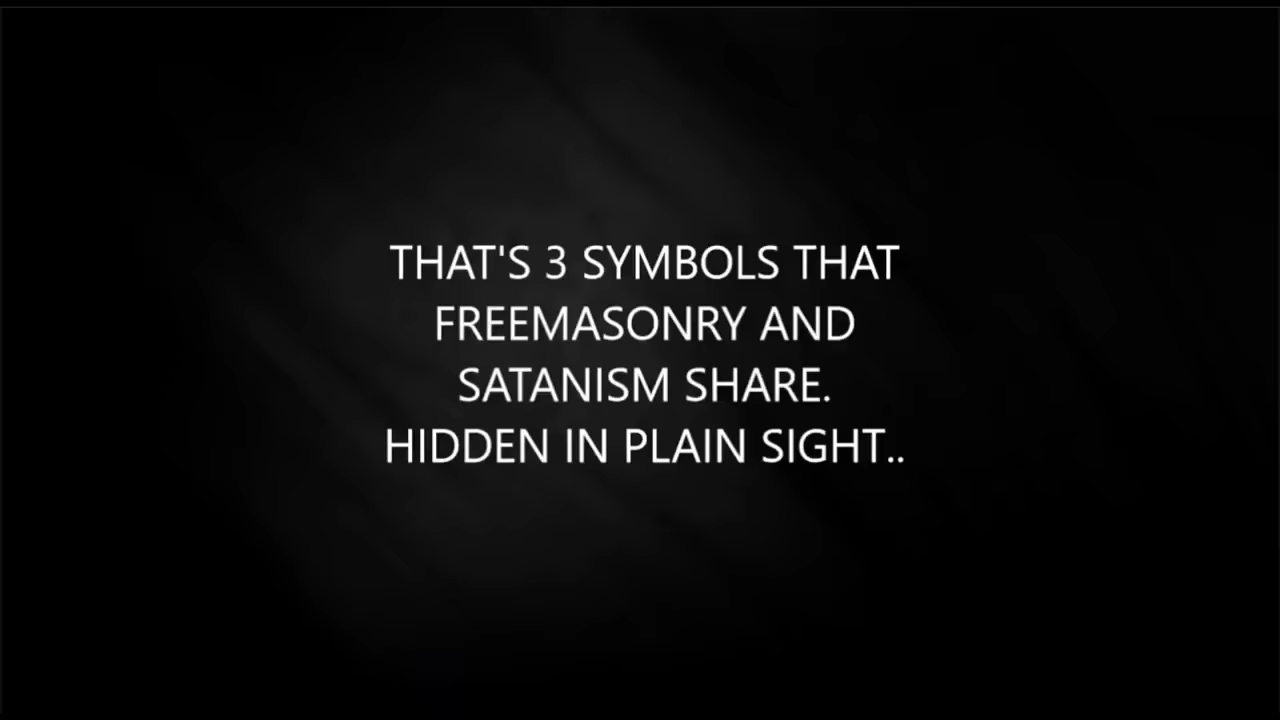 THAT'S 3 SYMBOLS THAT
FREEMASONRY AND
SATANISM SHARE.
HIDDEN IN PLAIN SIGHT..